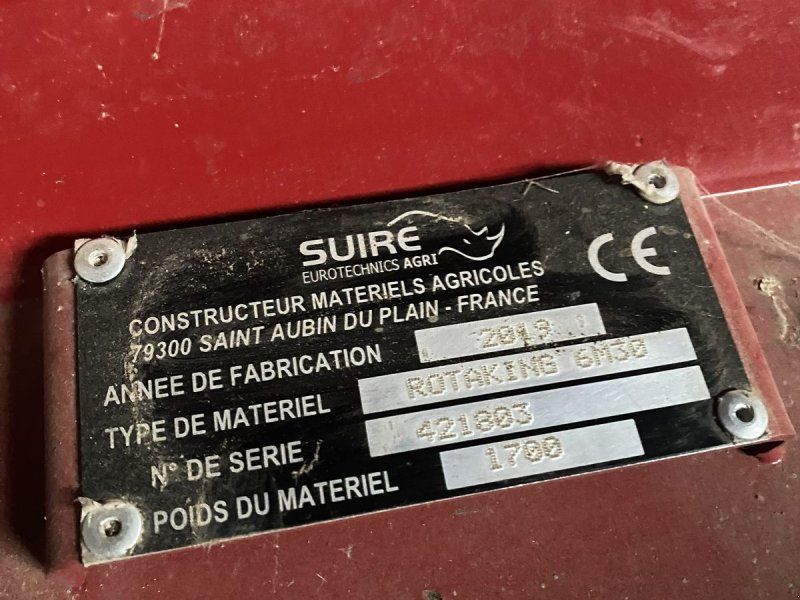 SUIRE
EUROTECHNICS AGRI
CE
CONSTRUCTEUR MATERIELS AGRICOLES
79300 SAINT AUBIN DU PLAIN - FRANCE
ANNEE DE FABRICATION 2019
TYPE DE MATERIEL ROTAKING 6M30
N° DE SERIE 421803
POIDS DU MATERIEL 1700